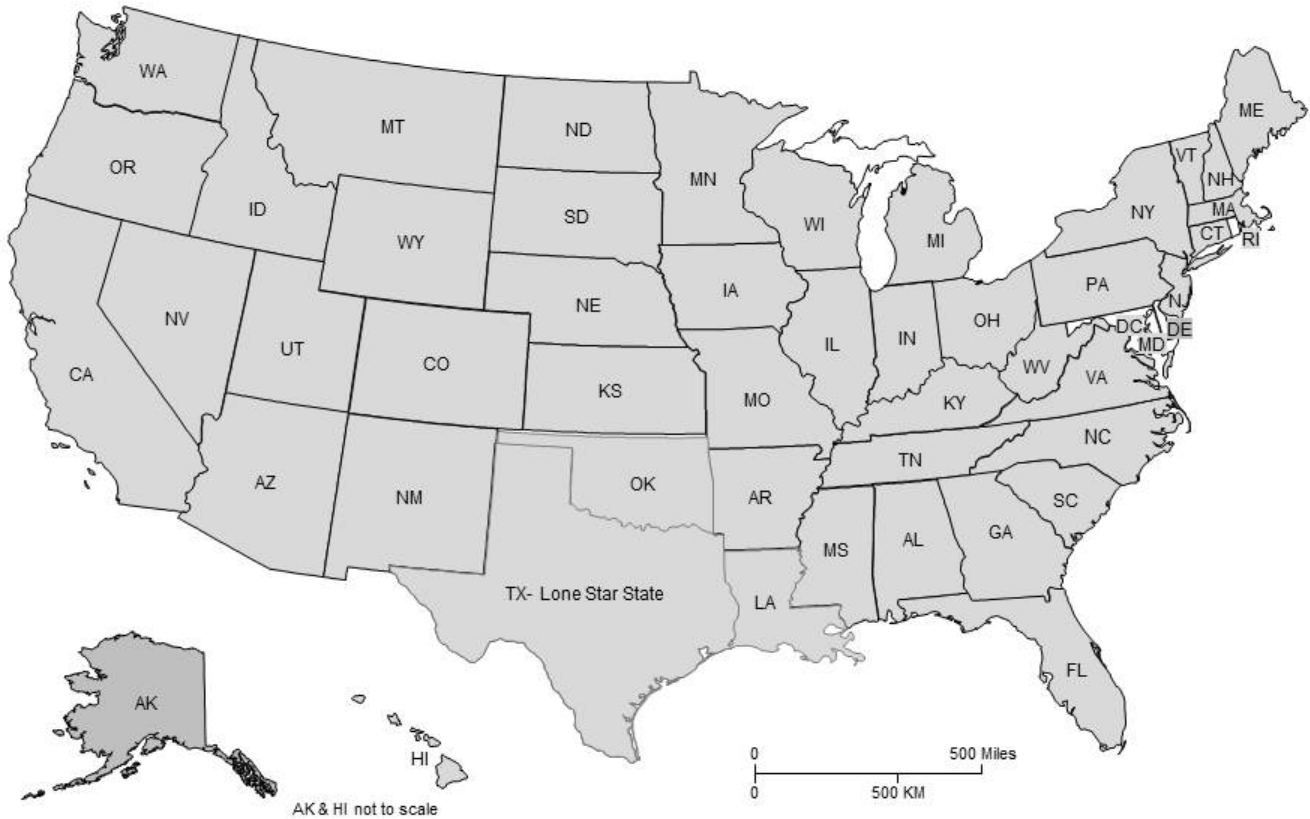 WA
MT
ND
MN
ME
VT
NH
OR
ID
SD
WI
MI
NY
MA
CT
RI
WY
IA
PA
NJ
NE
OH
NV
UT
CO
IL
IN
DC
DE
MD
WV
CA
KS
MO
VA
KY
NC
TN
AZ
NM
OK
AR
SC
MS
AL
GA
TX- Lone Star State
LA
FL
AK
HI
0
500 Miles
0
500 KM
AK & HI not to scale